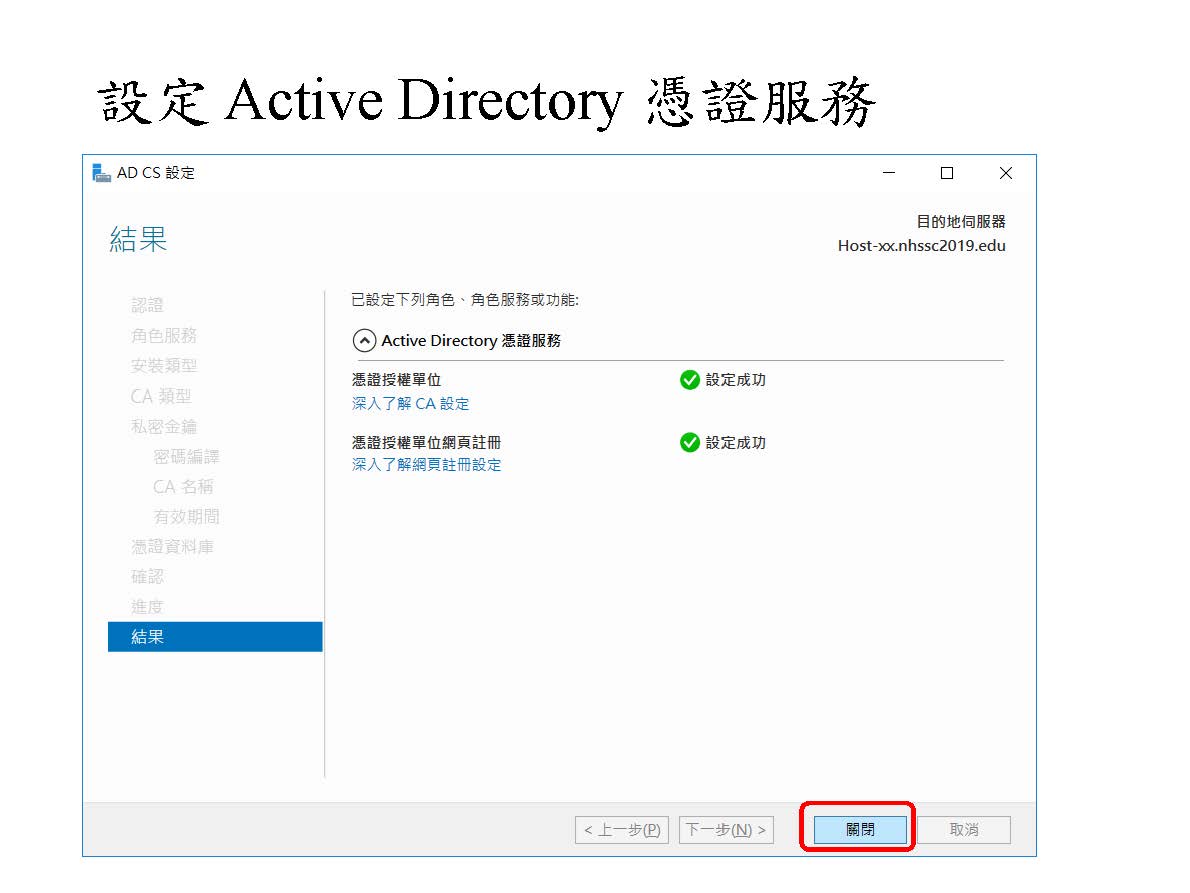 設定 Active Directory 憑證服務
AD CS 設定
結果
目的地伺服器
Host-xx.nhssc2019.edu
認證
角色服務
安裝類型
CA 類型
私密金鑰
密碼編譯
CA 名稱
有效期間
憑證資料庫
確認
進度
結果
已設定下列角色、角色服務或功能:
Active Directory 憑證服務
憑證授權單位 設定成功
深入了解 CA 設定
憑證授權單位網頁註冊 設定成功
深入了解網頁註冊設定
< 上一步(P) 下一步(N) > 關閉 取消